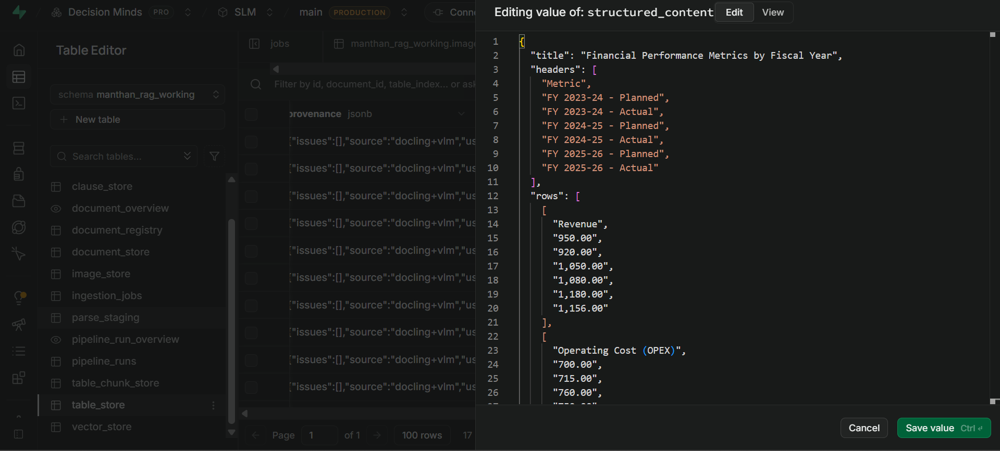 Decision Minds PRO
SLM
main PRODUCTION
Conne
Table Editor
schema manthan_rag_working
New table
Search tables...
clause_store
document_overview
document_registry
document_store
image_store
ingestion_jobs
parse_staging
pipeline_run_overview
pipeline_runs
table_chunk_store
table_store
vector_store
jobs
manthan_rag_working.image
Filter by id, document_id, table_index... or ask
provenance jsonb
{"issues":[],"source":"docling+vlm","us
{"issues":[],"source":"docling+vlm","us
{"issues":[],"source":"docling+vlm","us
{"issues":[],"source":"docling+vlm","us
{"issues":[],"source":"docling+vlm","us
{"issues":[],"source":"docling+vlm","us
{"issues":[],"source":"docling+vlm","us
{"issues":[],"source":"docling+vlm","us
{"issues":[],"source":"docling+vlm","us
{"issues":[],"source":"docling+vlm","us
Page 1 of 1 100 rows 17
Editing value of: structured_content Edit View
1 {
2 "title": "Financial Performance Metrics by Fiscal Year",
3 "headers": [
4 "Metric",
5 "FY 2023-24 - Planned",
6 "FY 2023-24 - Actual",
7 "FY 2024-25 - Planned",
8 "FY 2024-25 - Actual",
9 "FY 2025-26 - Planned",
10 "FY 2025-26 - Actual"
11 ],
12 "rows": [
13 [
14 "Revenue",
15 "950.00",
16 "920.00",
17 "1,050.00",
18 "1,080.00",
19 "1,180.00",
20 "1,156.00"
21 ],
22 [
23 "Operating Cost (OPEX)",
24 "700.00",
25 "715.00",
26 "760.00",
Cancel
Save value Ctrl ↵